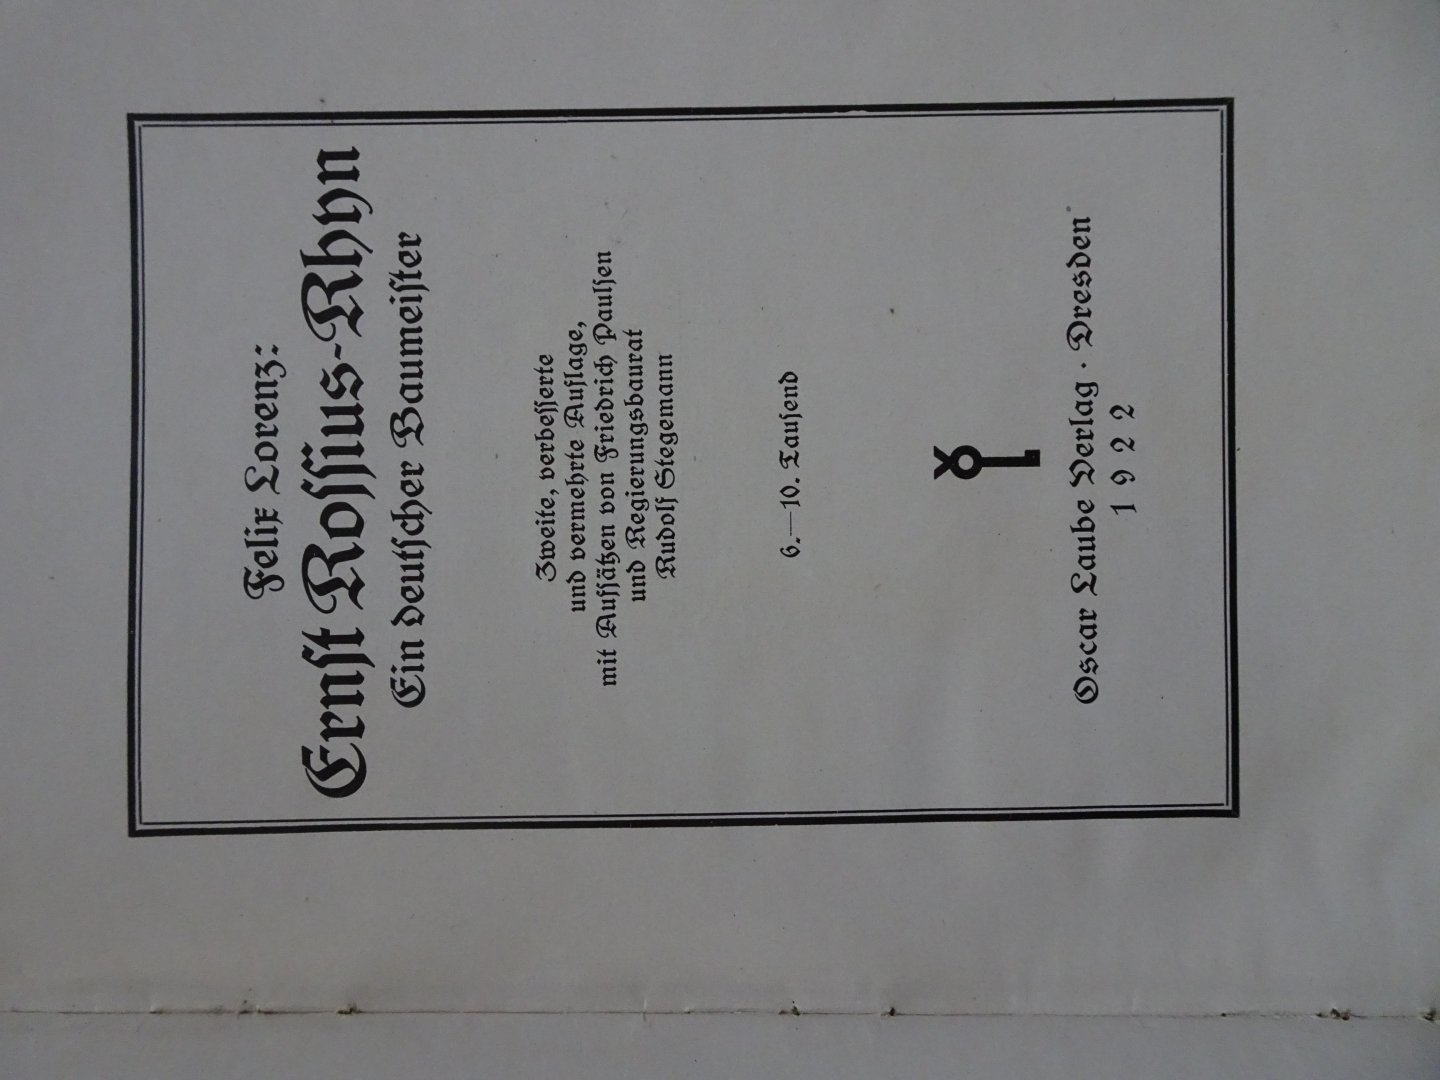 Felix Lorenz:
Ernst Rossius-Rhyn
Ein deutscher Baumeister
Zweite, verbesserte
und vermehrte Auflage,
mit Aufsätzen von Friedrich Paulsen
und Regierungsbaurat
Rudolf Stegemann
6.—10. Tausend
Oscar Laube Verlag · Dresden
1922